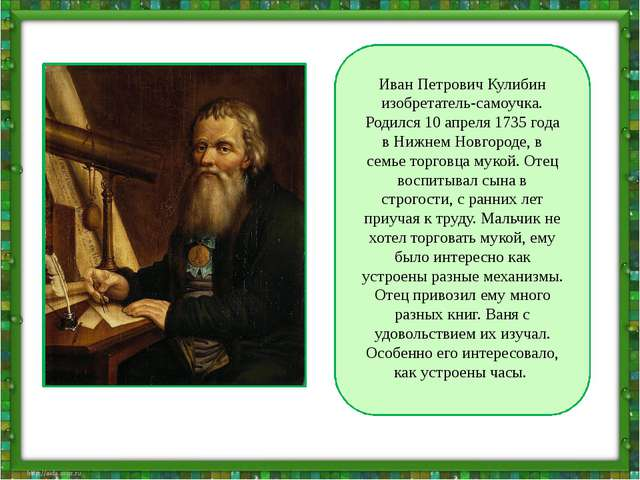 Иван Петрович Кулибин
изобретатель-самоучка.
Родился 10 апреля 1735 года
в Нижнем Новгороде, в
семье торговца мукой. Отец
воспитывал сына в
строгости, с ранних лет
приучая к труду. Мальчик не
хотел торговать мукой, ему
было интересно как
устроены разные механизмы.
Отец привозил ему много
разных книг. Ваня с
удовольствием их изучал.
Особенно его интересовало,
как устроены часы.